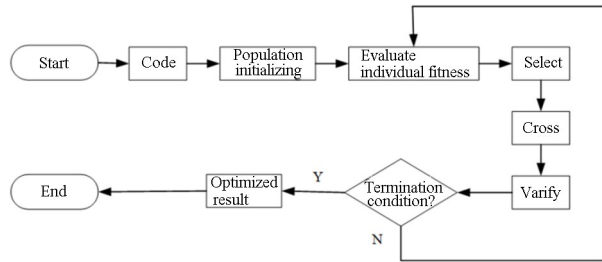 Start
Code
Population
initializing
Evaluate
individual fitness
Select
Cross
Varify
Termination
condition?
Y
N
Optimized
result
End